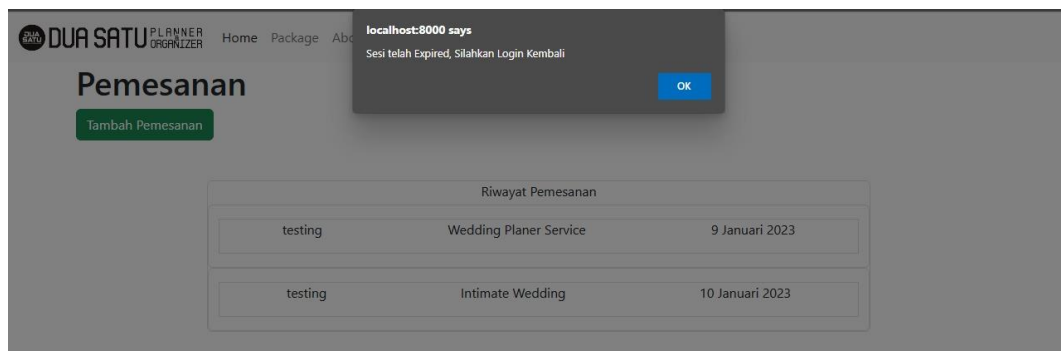 DUA SATU DUA SATU PLANNER ORGANIZER Home Package
localhost:8000 says
Sesi telah Expired, Silahkan Login Kembali
OK
Pemesanan
Tambah Pemesanan
Riwayat Pemesanan
testing Wedding Planer Service 9 Januari 2023
testing Intimate Wedding 10 Januari 2023